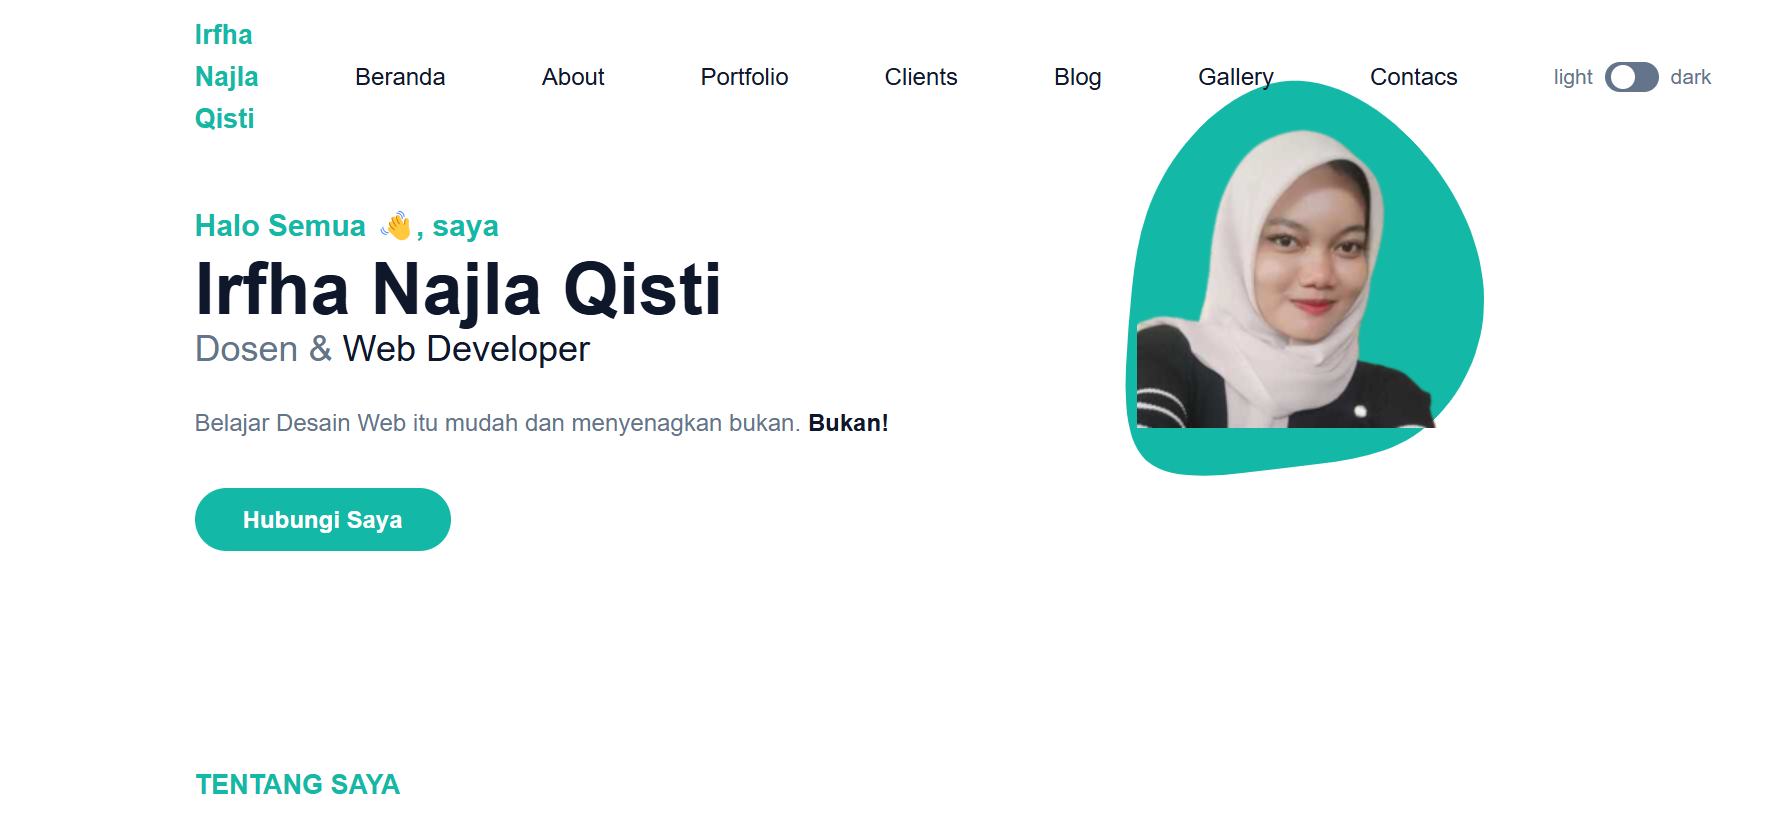 Irfha
Najla
Qisti
Beranda
About
Portfolio
Clients
Blog
Gallery
Contacs
light
dark
Halo Semua 👋, saya
Irfha Najla Qisti
Dosen & Web Developer
Belajar Desain Web itu mudah dan menyenagkan bukan. Bukan!
Hubungi Saya
TENTANG SAYA